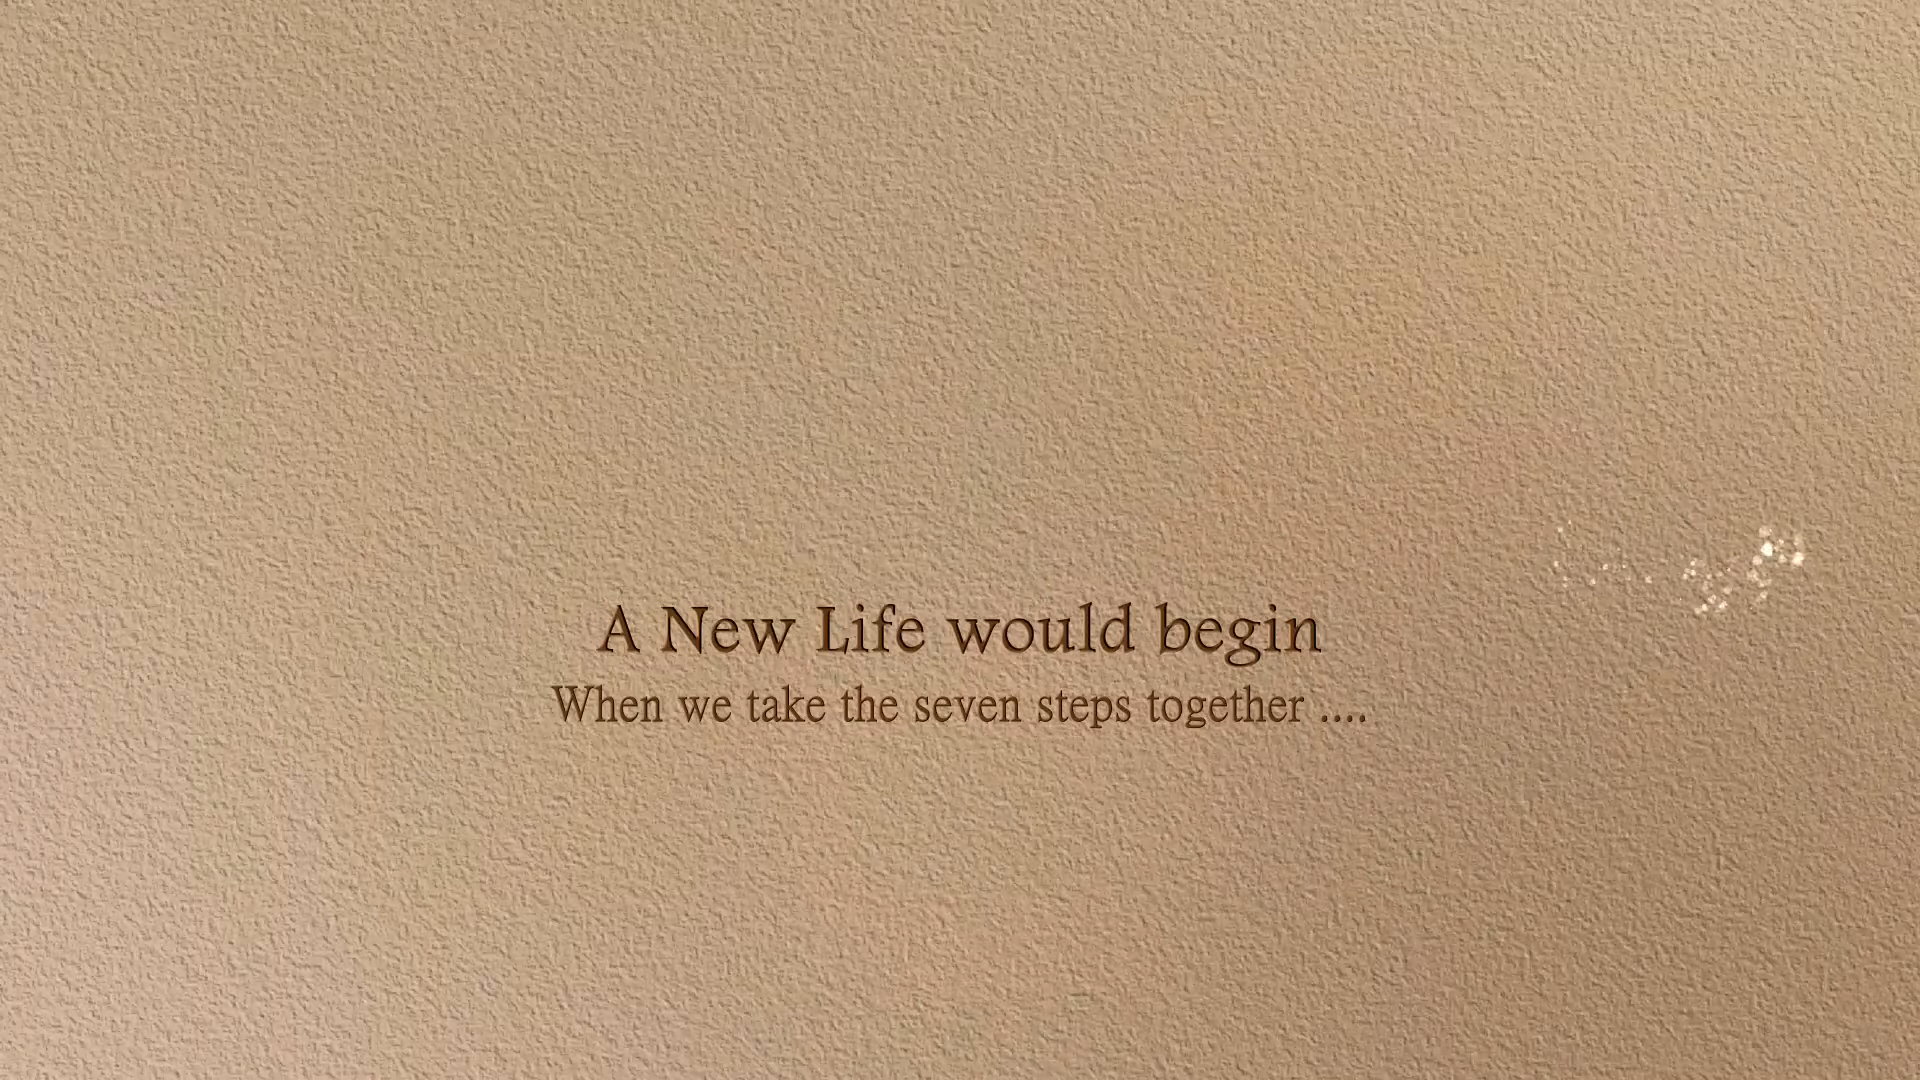 A New Life would begin
When we take the seven steps together ....